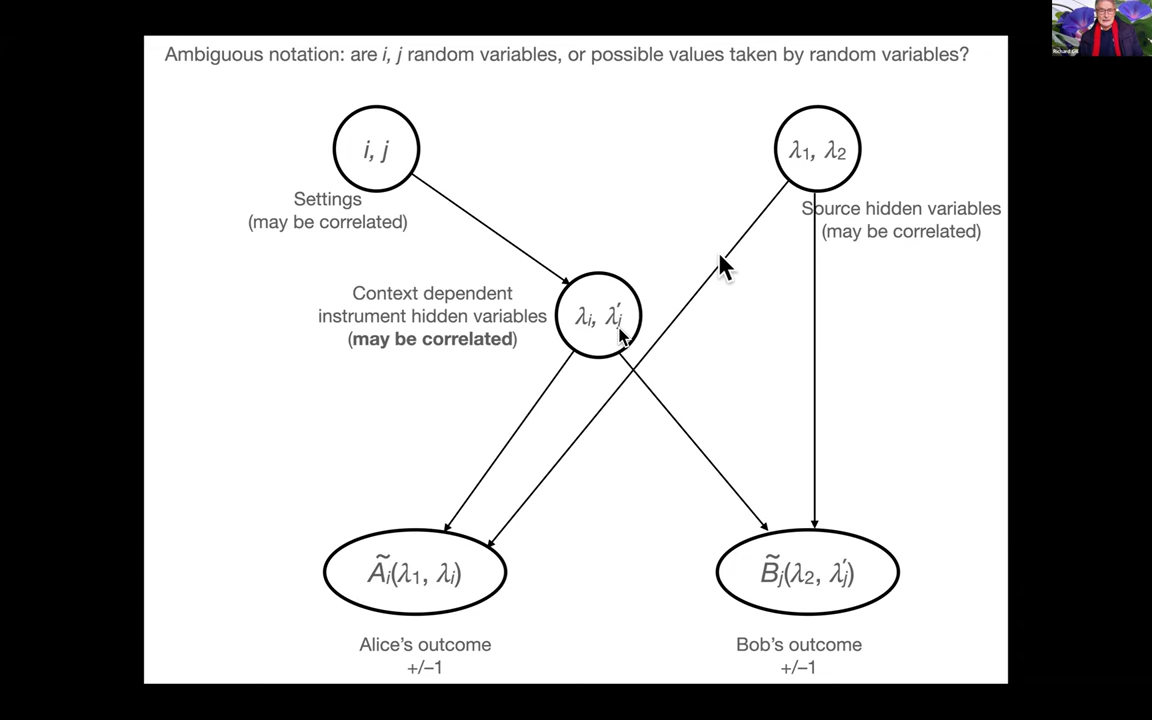 Ambiguous notation: are i, j random variables, or possible values taken by random variables?
i, j
λ₁, λ₂
Settings
(may be correlated)
Source hidden variables
(may be correlated)
Context dependent
instrument hidden variables
(may be correlated)
λᵢ, λ′ⱼ
Ãᵢ(λ₁, λᵢ)
B̃ⱼ(λ₂, λ′ⱼ)
Alice’s outcome
+/–1
Bob’s outcome
+/–1
Richard Gill